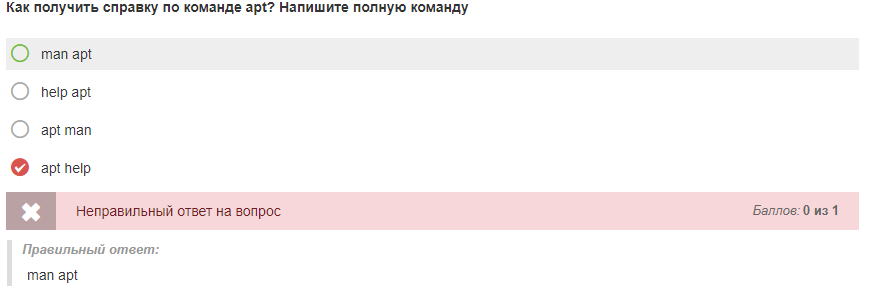 Как получить справку по команде apt? Напишите полную команду
man apt
help apt
apt man
apt help
Неправильный ответ на вопрос Баллов: 0 из 1
Правильный ответ:
man apt